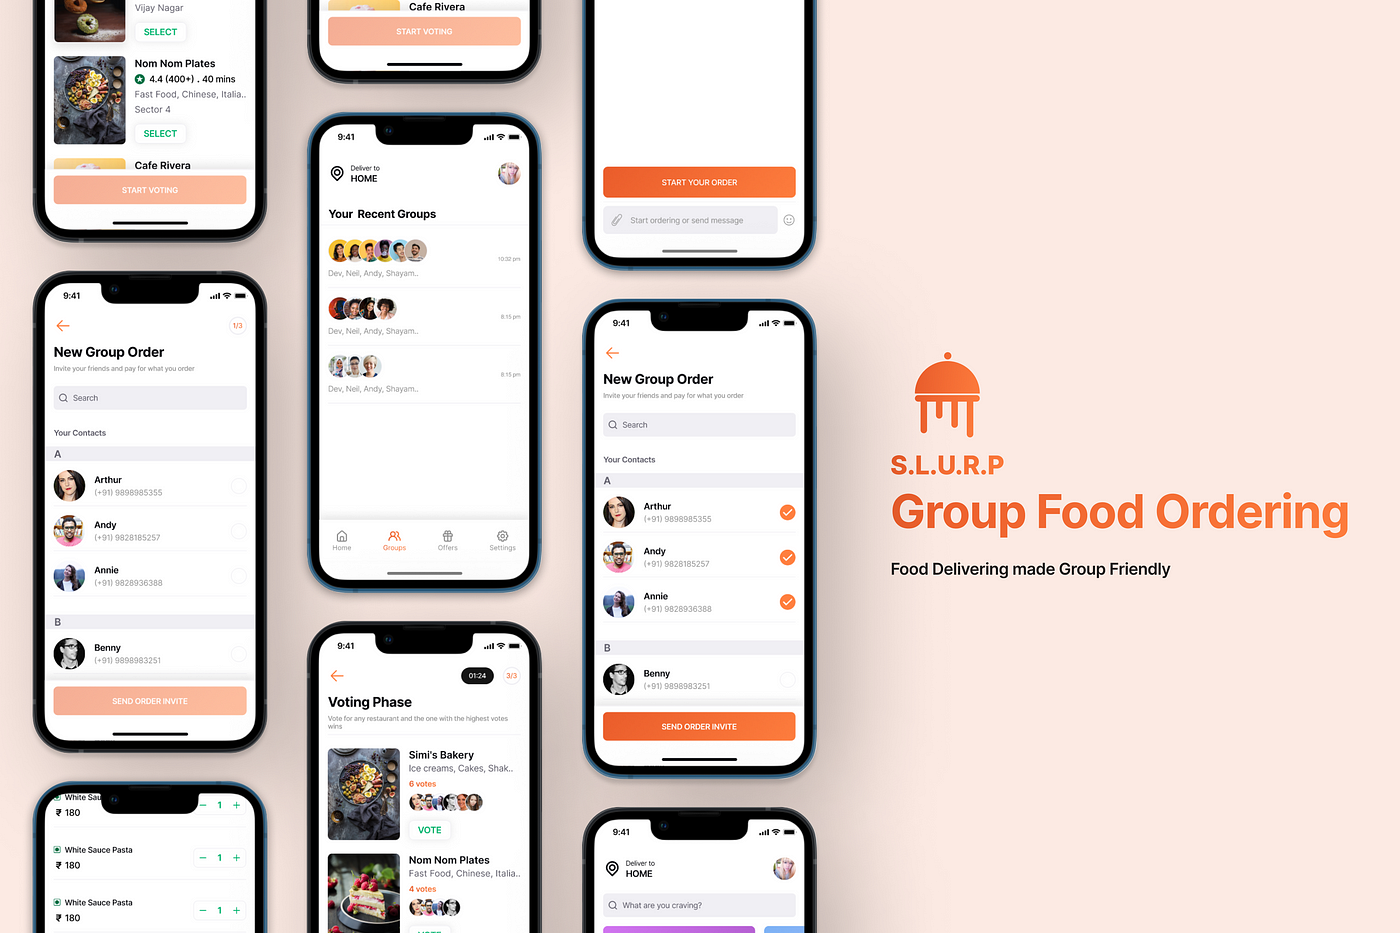 Vijay Nagar
SELECT
Nom Nom Plates
4.4 (400+) . 40 mins
Fast Food, Chinese, Italia..
Sector 4
SELECT
Cafe Rivera
START VOTING
9:41
1/3
New Group Order
Invite your friends and pay for what you order
Search
Your Contacts
A
Arthur
(+91) 9898985355
Andy
(+91) 9828185257
Annie
(+91) 9828936388
B
Benny
(+91) 9898983251
SEND ORDER INVITE
White Sau
1
₹ 180
White Sauce Pasta
1
₹ 180
White Sauce Pasta
1
₹ 180
Cafe Rivera
START VOTING
9:41
Deliver to
HOME
Your Recent Groups
10:32 pm
Dev, Neil, Andy, Shayam..
8:15 pm
Dev, Neil, Andy, Shayam..
8:15 pm
Dev, Neil, Andy, Shayam..
Home
Groups
Offers
Settings
9:41
01:24
3/3
Voting Phase
Vote for any restaurant and the one with the highest votes
wins
Simi's Bakery
Ice creams, Cakes, Shak..
6 votes
VOTE
Nom Nom Plates
Fast Food, Chinese, Italia..
4 votes
VOTE
START YOUR ORDER
Start ordering or send message
9:41
New Group Order
Invite your friends and pay for what you order
Search
Your Contacts
A
Arthur
(+91) 9898985355
Andy
(+91) 9828185257
Annie
(+91) 9828936388
B
Benny
(+91) 9898983251
SEND ORDER INVITE
9:41
Deliver to
HOME
What are you craving?
S.L.U.R.P
Group Food Ordering
Food Delivering made Group Friendly